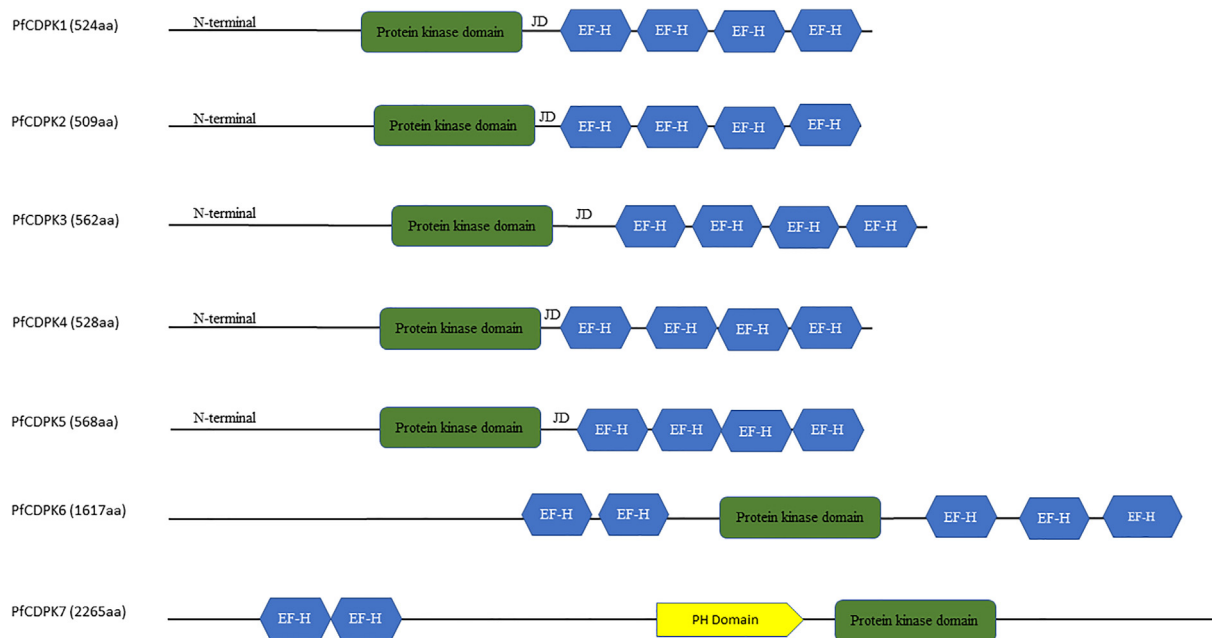 PfCDPK1 (524aa) N-terminal Protein kinase domain JD EF-H EF-H EF-H EF-H
PfCDPK2 (509aa) N-terminal Protein kinase domain JD EF-H EF-H EF-H EF-H
PfCDPK3 (562aa) N-terminal Protein kinase domain JD EF-H EF-H EF-H EF-H
PfCDPK4 (528aa) N-terminal Protein kinase domain JD EF-H EF-H EF-H EF-H
PfCDPK5 (568aa) N-terminal Protein kinase domain JD EF-H EF-H EF-H EF-H
PfCDPK6 (1617aa) EF-H EF-H Protein kinase domain EF-H EF-H EF-H
PfCDPK7 (2265aa) EF-H EF-H PH Domain Protein kinase domain